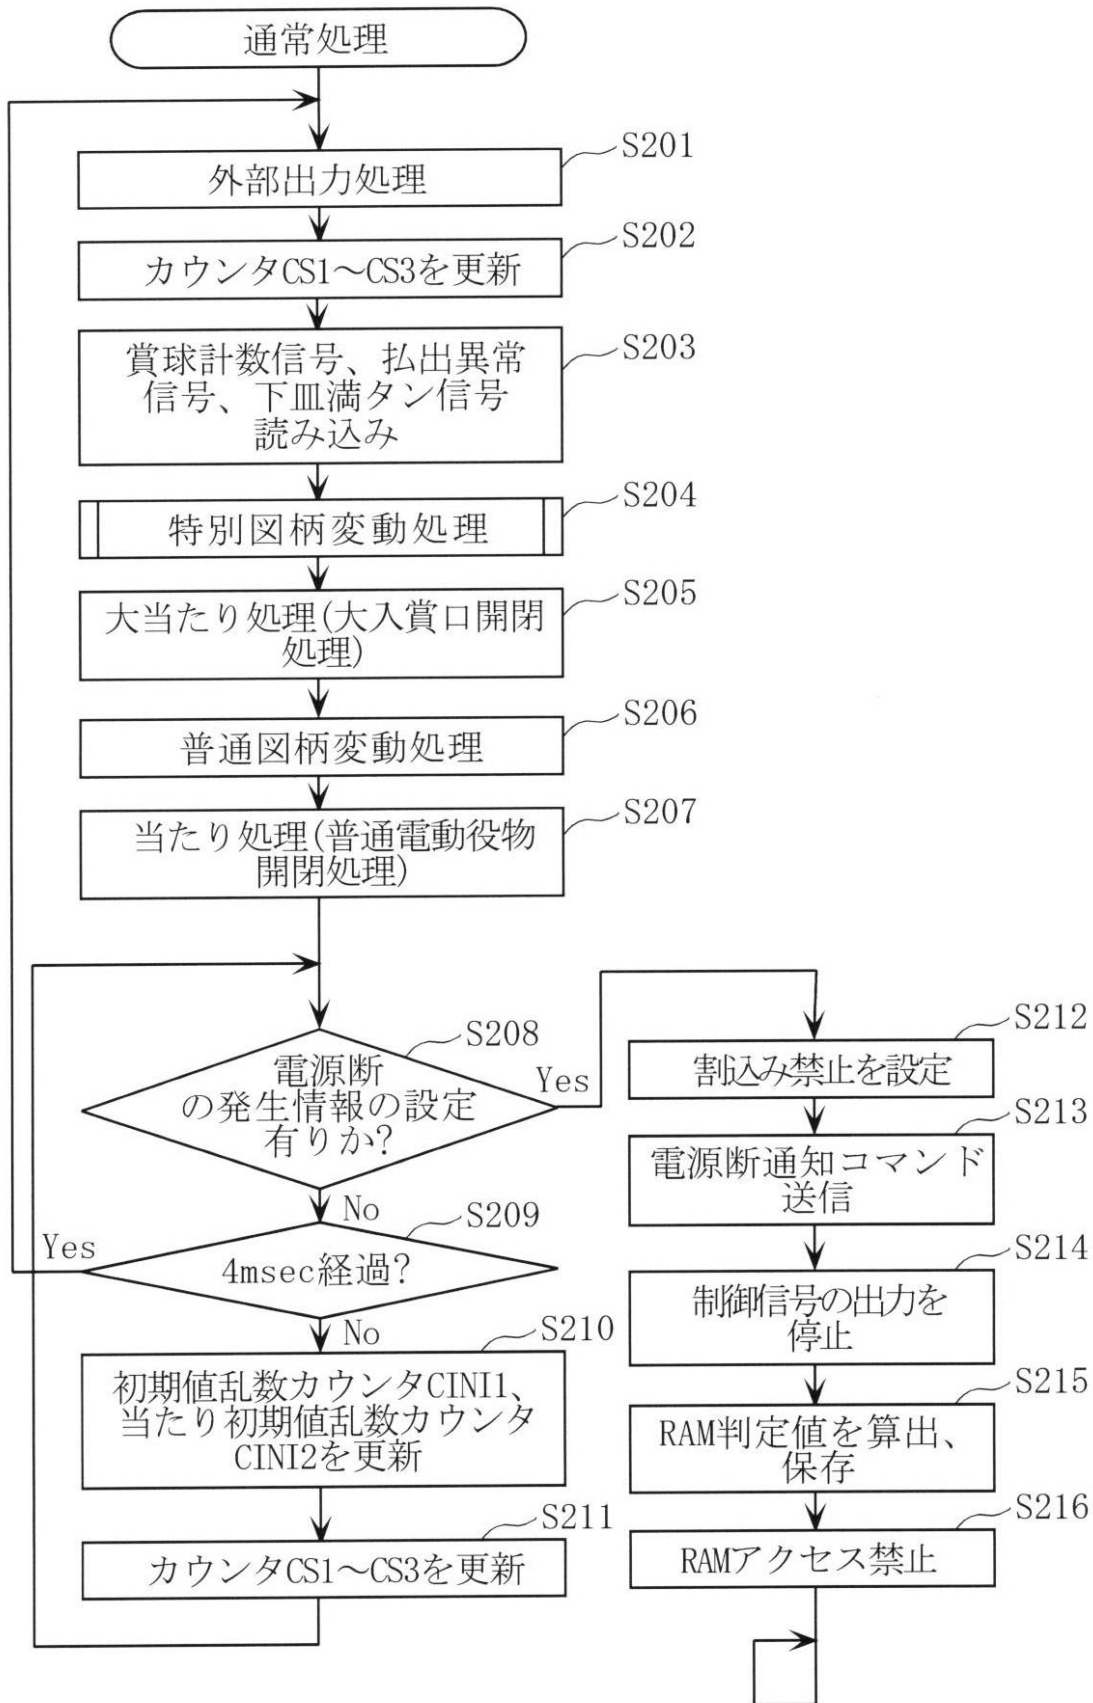 通常処理
S201
外部出力処理
S202
カウンタCS1～CS3を更新
S203
賞球計数信号、払出異常
信号、下皿満タン信号
読み込み
S204
特別図柄変動処理
S205
大当たり処理(大入賞口開閉
処理)
S206
普通図柄変動処理
S207
当たり処理(普通電動役物
開閉処理)
S208
電源断
の発生情報の設定
有りか?
Yes
No
S209
4msec経過?
Yes
No
S210
初期値乱数カウンタCINI1、
当たり初期値乱数カウンタ
CINI2を更新
S211
カウンタCS1～CS3を更新
S212
割込み禁止を設定
S213
電源断通知コマンド
送信
S214
制御信号の出力を
停止
S215
RAM判定値を算出、
保存
S216
RAMアクセス禁止